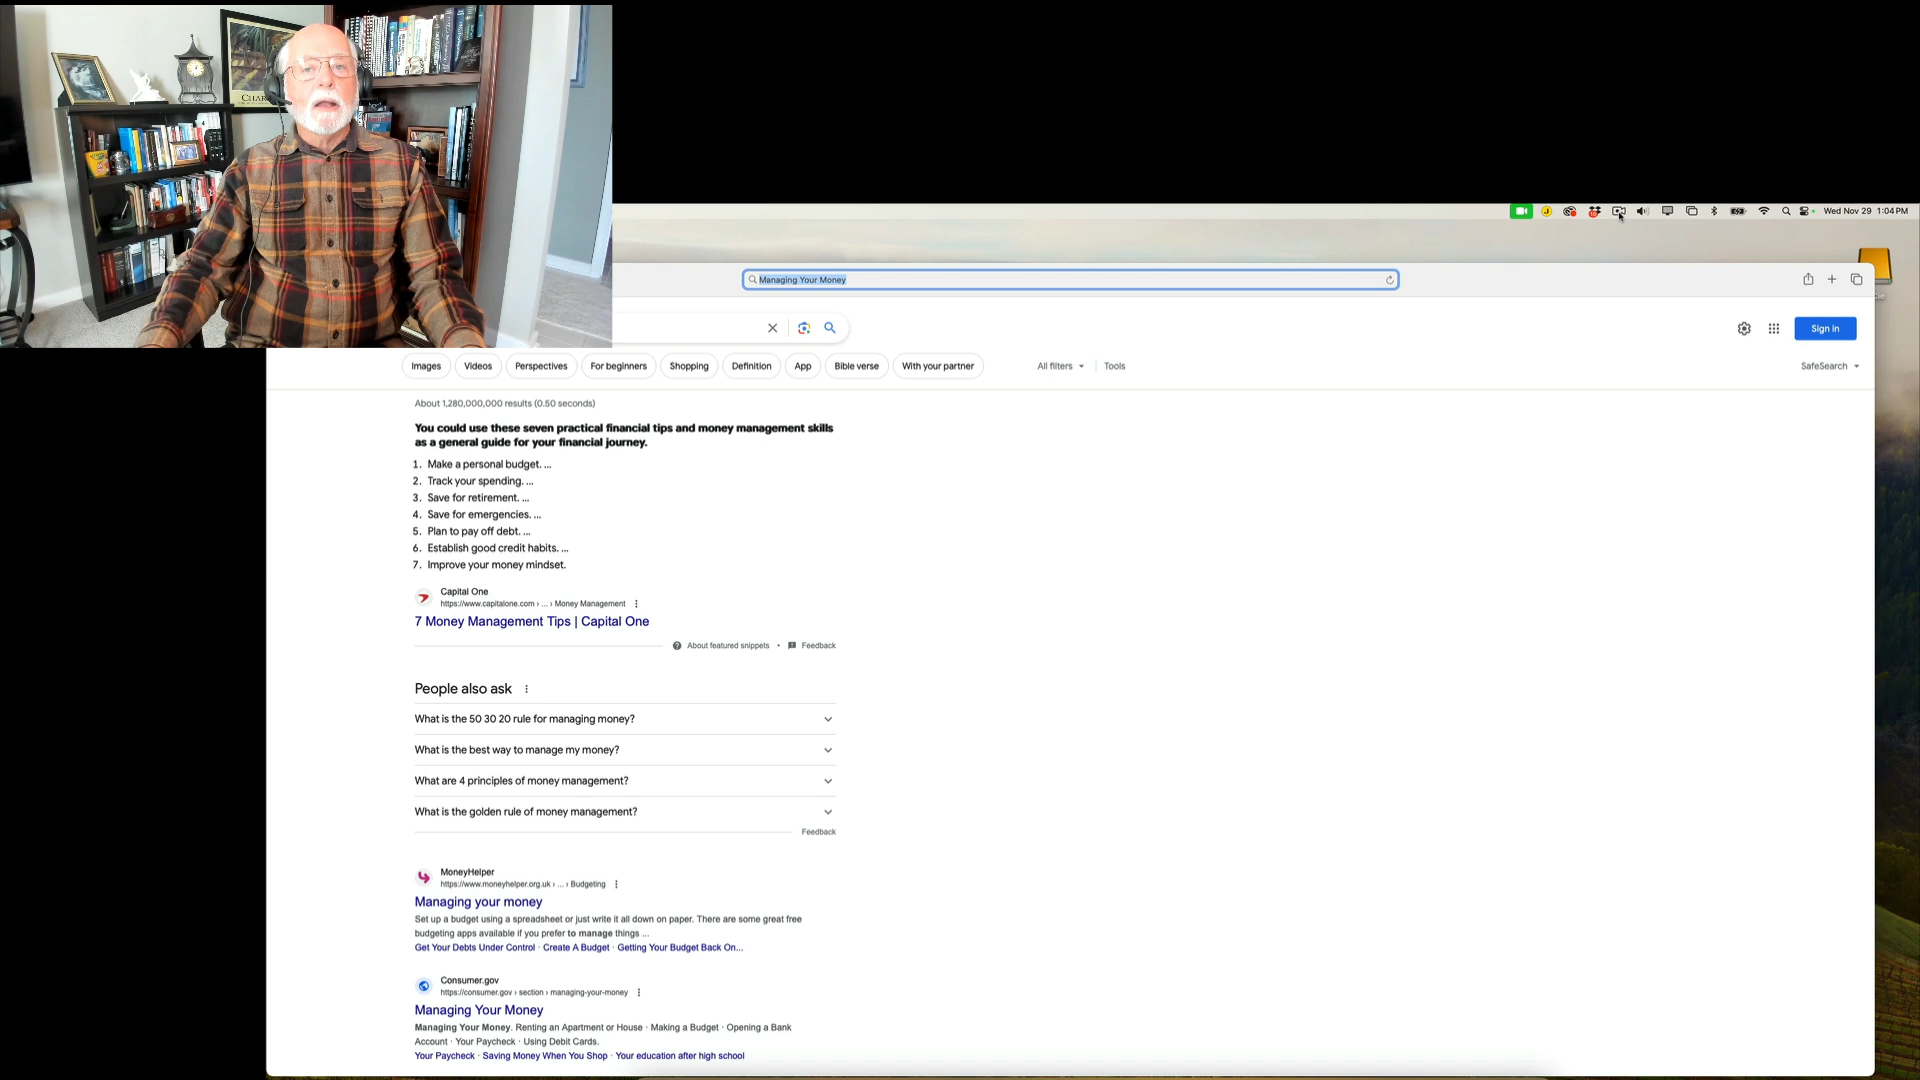 Wed Nov 29 1:04 PM
Managing Your Money
Sign in
Images
Videos
Perspectives
For beginners
Shopping
Definition
App
Bible verse
With your partner
All filters
Tools
SafeSearch
About 1,280,000,000 results (0.50 seconds)
You could use these seven practical financial tips and money management skills
as a general guide for your financial journey.
1. Make a personal budget. ...
2. Track your spending. ...
3. Save for retirement. ...
4. Save for emergencies. ...
5. Plan to pay off debt. ...
6. Establish good credit habits. ...
7. Improve your money mindset.
Capital One
https://www.capitalone.com › ... › Money Management
7 Money Management Tips | Capital One
About featured snippets • Feedback
People also ask
What is the 50 30 20 rule for managing money?
What is the best way to manage my money?
What are 4 principles of money management?
What is the golden rule of money management?
Feedback
MoneyHelper
https://www.moneyhelper.org.uk › ... › Budgeting
Managing your money
Set up a budget using a spreadsheet or just write it all down on paper. There are some great free
budgeting apps available if you prefer to manage things ...
Get Your Debts Under Control · Create A Budget · Getting Your Budget Back On...
Consumer.gov
https://consumer.gov › section › managing-your-money
Managing Your Money
Managing Your Money. Renting an Apartment or House · Making a Budget · Opening a Bank
Account · Your Paycheck · Using Debit Cards.
Your Paycheck · Saving Money When You Shop · Your education after high school